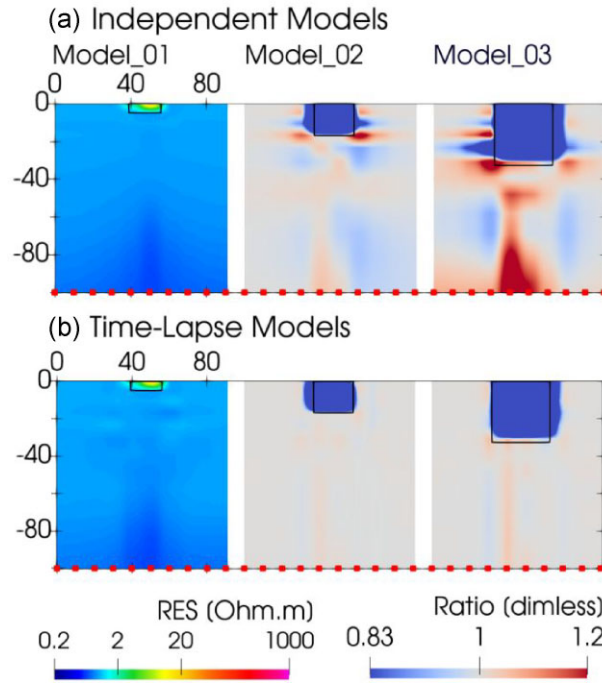 (a) Independent Models
Model_01 Model_02 Model_03
0 40 80
0
-40
-80
(b) Time-Lapse Models
0 40 80
0
-40
-80
RES (Ohm.m) Ratio (dimless)
0.2 2 20 1000 0.83 1 1.2